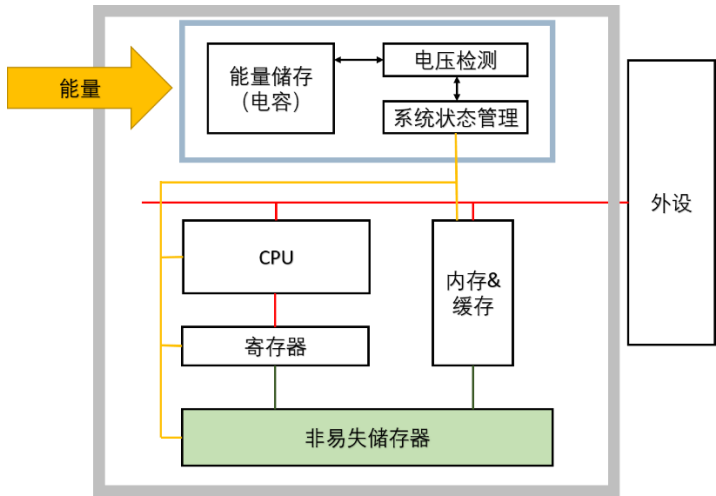 能量
能量储存
（电容）
电压检测
系统状态管理
外设
CPU
内存&
缓存
寄存器
非易失储存器